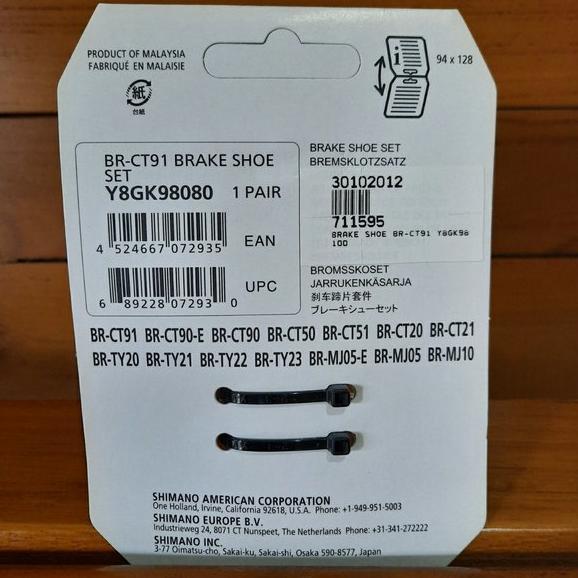 PRODUCT OF MALAYSIA
FABRIQUÉ EN MALAISIE
紙
台紙
i
94 x 128
BR-CT91 BRAKE SHOE
SET
Y8GK98080 1 PAIR
4 524667 072935 EAN
6 89228 07293 0 UPC
BRAKE SHOE SET
BREMSKLOTZSATZ
30102012
711595
BRAKE SHOE BR-CT91 Y8GK98
100
BROMSSKOSET
JARRUKENKÄSARJA
刹车蹄片套件
ブレーキシューセット
BR-CT91 BR-CT90-E BR-CT90 BR-CT50 BR-CT51 BR-CT20 BR-CT21
BR-TY20 BR-TY21 BR-TY22 BR-TY23 BR-MJ05-E BR-MJ05 BR-MJ10
SHIMANO AMERICAN CORPORATION
One Holland, Irvine, California 92618, U.S.A. Phone: +1-949-951-5003
SHIMANO EUROPE B.V.
Industrieweg 24, 8071 CT Nunspeet, The Netherlands Phone: +31-341-272222
SHIMANO INC.
3-77 Oimatsu-cho, Sakai-ku, Sakai-shi, Osaka 590-8577, Japan